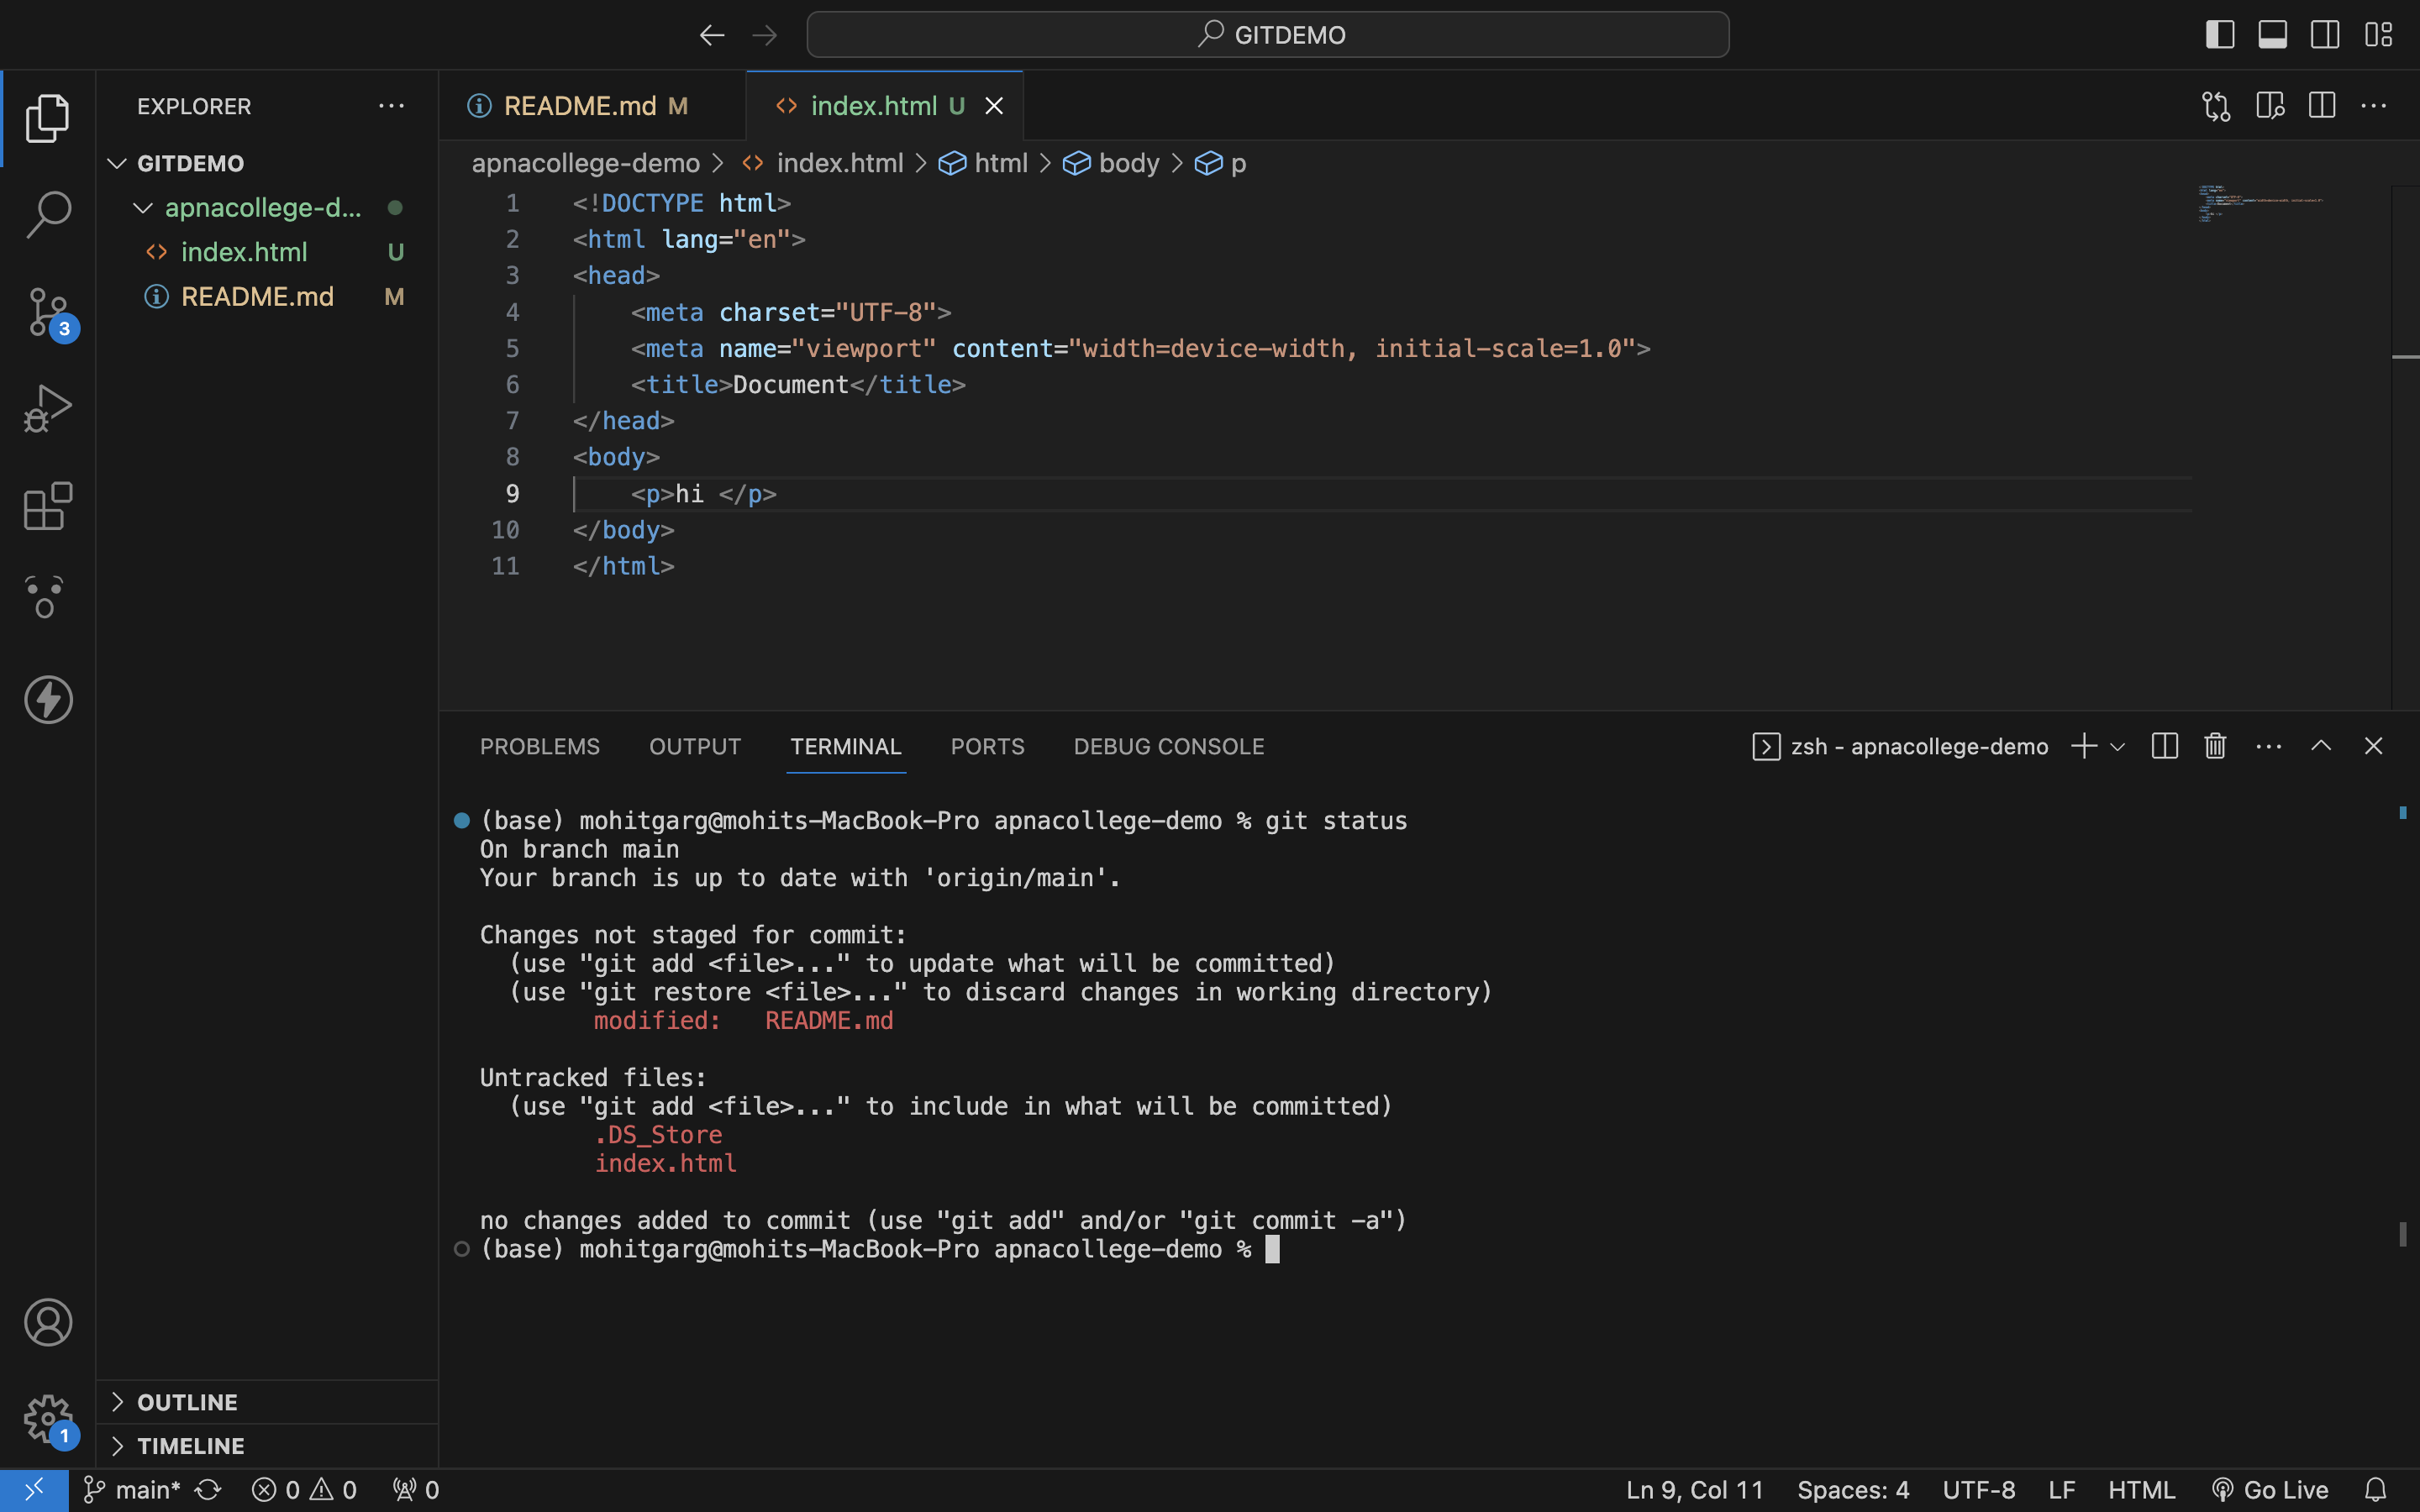 GITDEMO
EXPLORER
GITDEMO
apnacollege-d...
index.html U
README.md M
3
1
OUTLINE
TIMELINE
README.md M
index.html U
apnacollege-demo > index.html > html > body > p
1 <!DOCTYPE html>
2 <html lang="en">
3 <head>
4     <meta charset="UTF-8">
5     <meta name="viewport" content="width=device-width, initial-scale=1.0">
6     <title>Document</title>
7 </head>
8 <body>
9     <p>hi </p>
10 </body>
11 </html>
PROBLEMS OUTPUT TERMINAL PORTS DEBUG CONSOLE
zsh - apnacollege-demo
(base) mohitgarg@mohits-MacBook-Pro apnacollege-demo % git status
On branch main
Your branch is up to date with 'origin/main'.
Changes not staged for commit:
  (use "git add <file>..." to update what will be committed)
  (use "git restore <file>..." to discard changes in working directory)
        modified:   README.md
Untracked files:
  (use "git add <file>..." to include in what will be committed)
        .DS_Store
        index.html
no changes added to commit (use "git add" and/or "git commit -a")
(base) mohitgarg@mohits-MacBook-Pro apnacollege-demo %
main* 0 0 0 Ln 9, Col 11 Spaces: 4 UTF-8 LF HTML Go Live